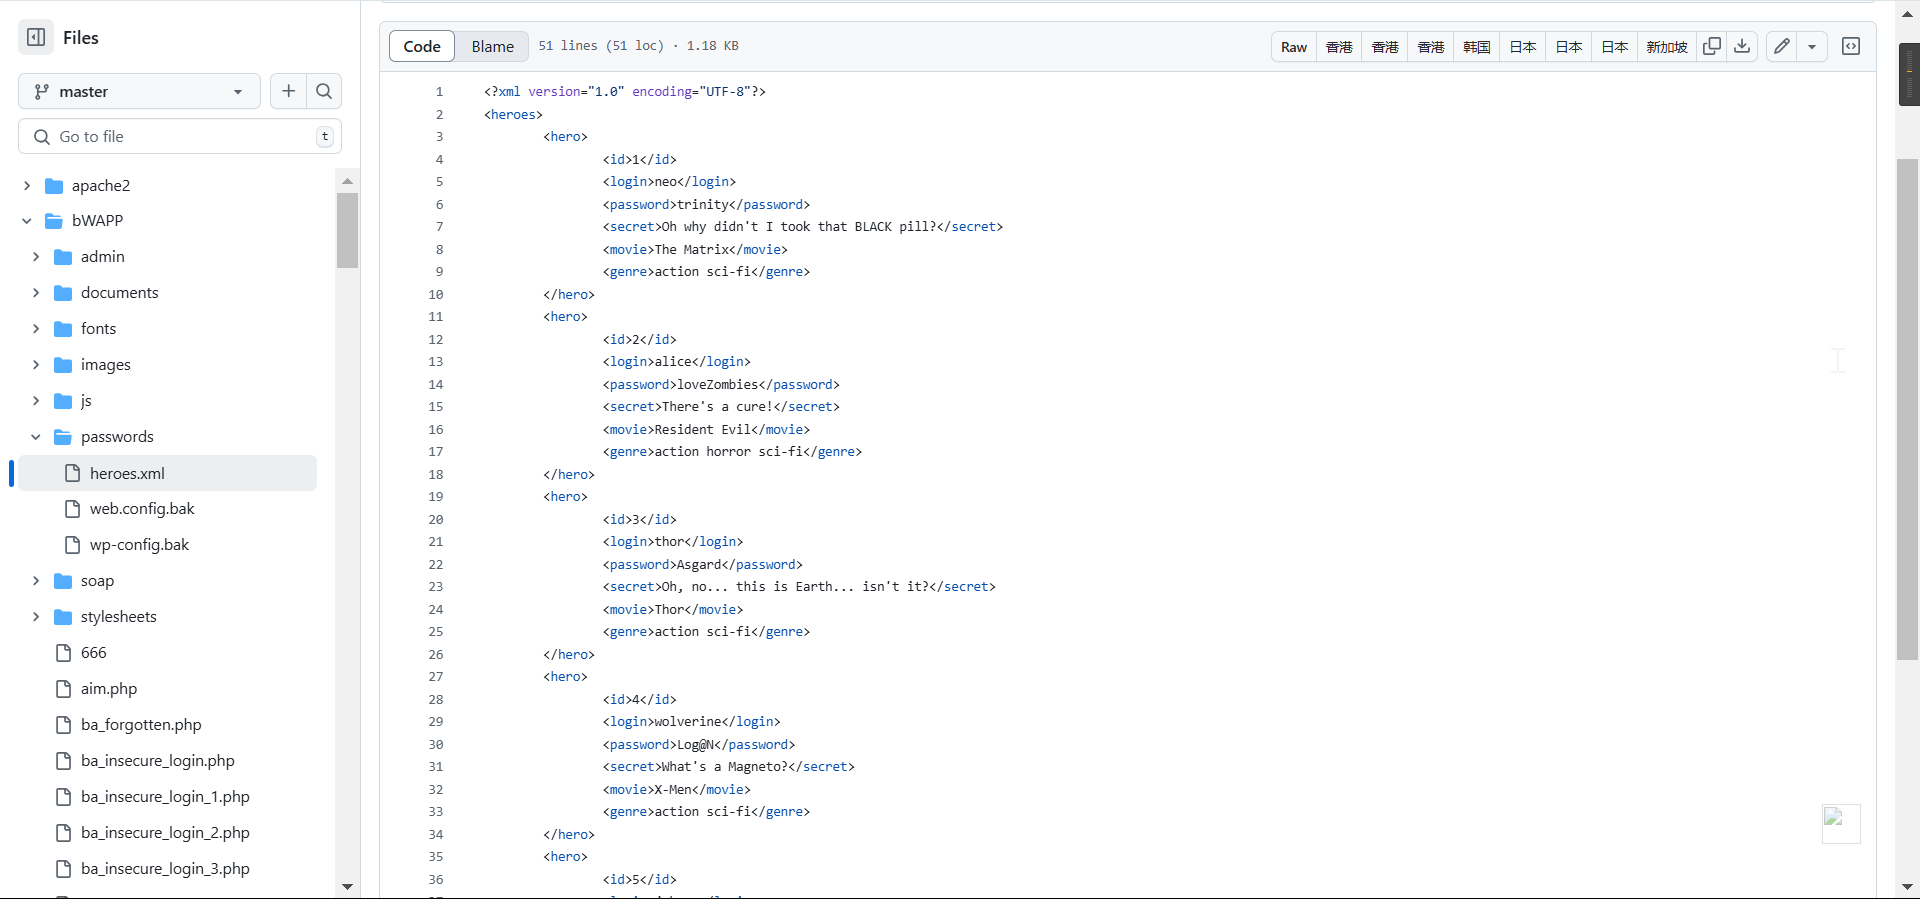 Files
master
Go to file
t
apache2
bWAPP
admin
documents
fonts
images
js
passwords
heroes.xml
web.config.bak
wp-config.bak
soap
stylesheets
666
aim.php
ba_forgotten.php
ba_insecure_login.php
ba_insecure_login_1.php
ba_insecure_login_2.php
ba_insecure_login_3.php
Code Blame 51 lines (51 loc) · 1.18 KB Raw 香港 香港 香港 韩国 日本 日本 日本 新加坡
1 <?xml version="1.0" encoding="UTF-8"?>
2 <heroes>
3 <hero>
4 <id>1</id>
5 <login>neo</login>
6 <password>trinity</password>
7 <secret>Oh why didn't I took that BLACK pill?</secret>
8 <movie>The Matrix</movie>
9 <genre>action sci-fi</genre>
10 </hero>
11 <hero>
12 <id>2</id>
13 <login>alice</login>
14 <password>loveZombies</password>
15 <secret>There's a cure!</secret>
16 <movie>Resident Evil</movie>
17 <genre>action horror sci-fi</genre>
18 </hero>
19 <hero>
20 <id>3</id>
21 <login>thor</login>
22 <password>Asgard</password>
23 <secret>Oh, no... this is Earth... isn't it?</secret>
24 <movie>Thor</movie>
25 <genre>action sci-fi</genre>
26 </hero>
27 <hero>
28 <id>4</id>
29 <login>wolverine</login>
30 <password>Log@N</password>
31 <secret>What's a Magneto?</secret>
32 <movie>X-Men</movie>
33 <genre>action sci-fi</genre>
34 </hero>
35 <hero>
36 <id>5</id>